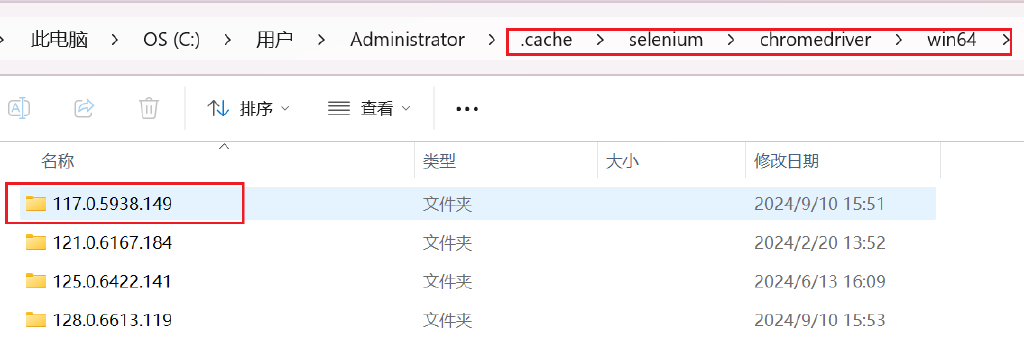 此电脑 > OS (C:) > 用户 > Administrator > .cache > selenium > chromedriver > win64 >
排序 查看 •••
名称 类型 大小 修改日期
117.0.5938.149 文件夹 2024/9/10 15:51
121.0.6167.184 文件夹 2024/2/20 13:52
125.0.6422.141 文件夹 2024/6/13 16:09
128.0.6613.119 文件夹 2024/9/10 15:53